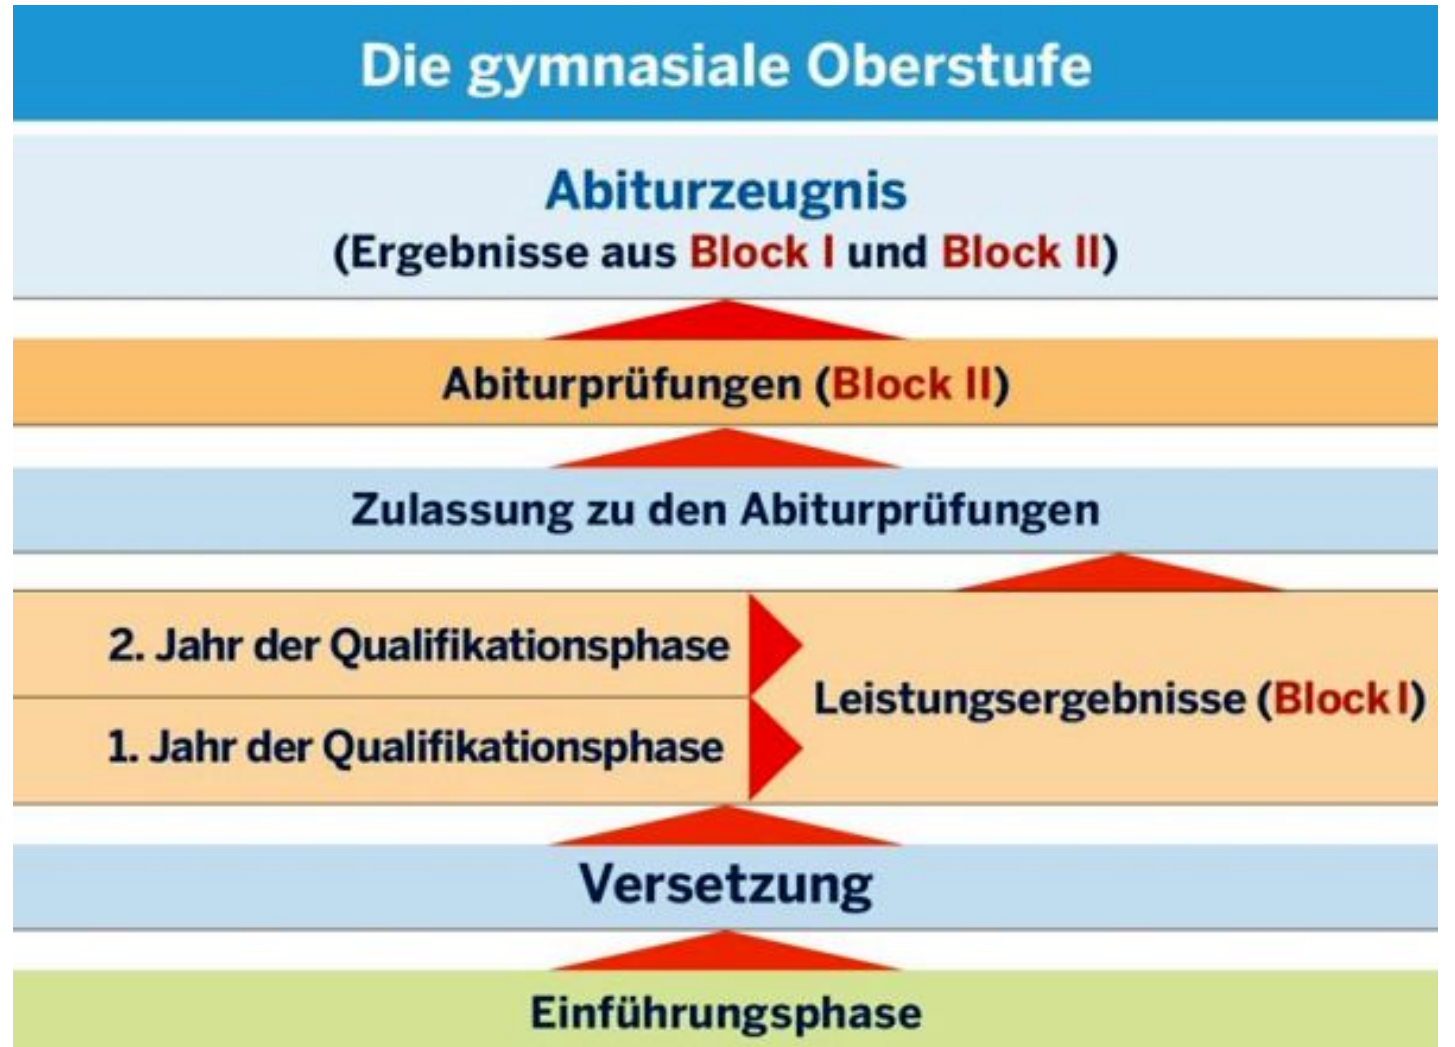 Die gymnasiale Oberstufe
Abiturzeugnis
(Ergebnisse aus Block I und Block II)
Abiturprüfungen (Block II)
Zulassung zu den Abiturprüfungen
2. Jahr der Qualifikationsphase
1. Jahr der Qualifikationsphase
Leistungsergebnisse (Block I)
Versetzung
Einführungsphase